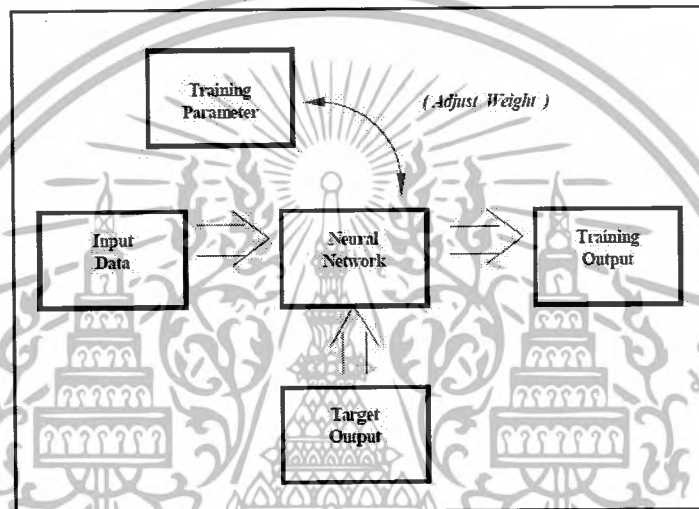 Training
Parameter
( Adjust Weight )
Input
Data
Neural
Network
Training
Output
Target
Output